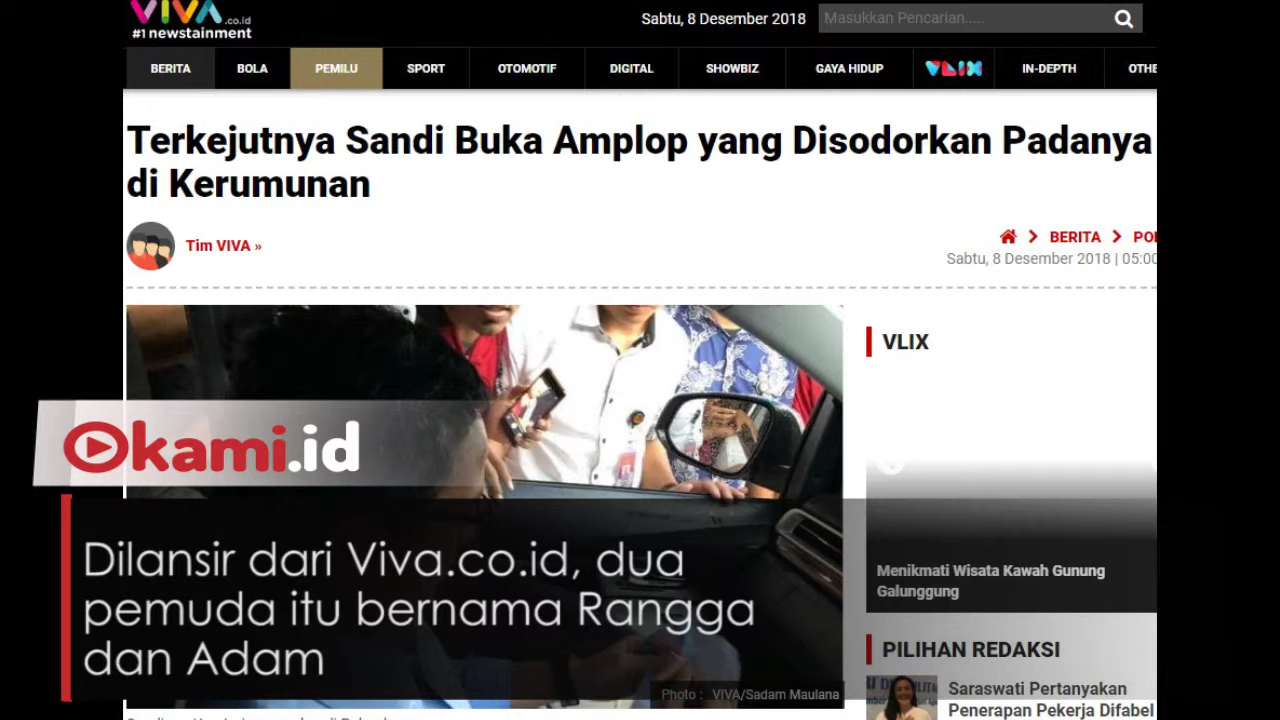 VIVA.co.id
#1 newstainment
Sabtu, 8 Desember 2018
Masukkan Pencarian.....
BERITA BOLA PEMILU SPORT OTOMOTIF DIGITAL SHOWBIZ GAYA HIDUP VLIX IN-DEPTH OTHE
Terkejutnya Sandi Buka Amplop yang Disodorkan Padanya
di Kerumunan
Tim VIVA »
BERITA
Sabtu, 8 Desember 2018 | 05:00
VLIX
Okami.id
Dilansir dari Viva.co.id, dua
pemuda itu bernama Rangga
dan Adam
Photo : VIVA/Sadam Maulana
Menikmati Wisata Kawah Gunung
Galunggung
PILIHAN REDAKSI
Saraswati Pertanyakan
Penerapan Pekerja Difabel